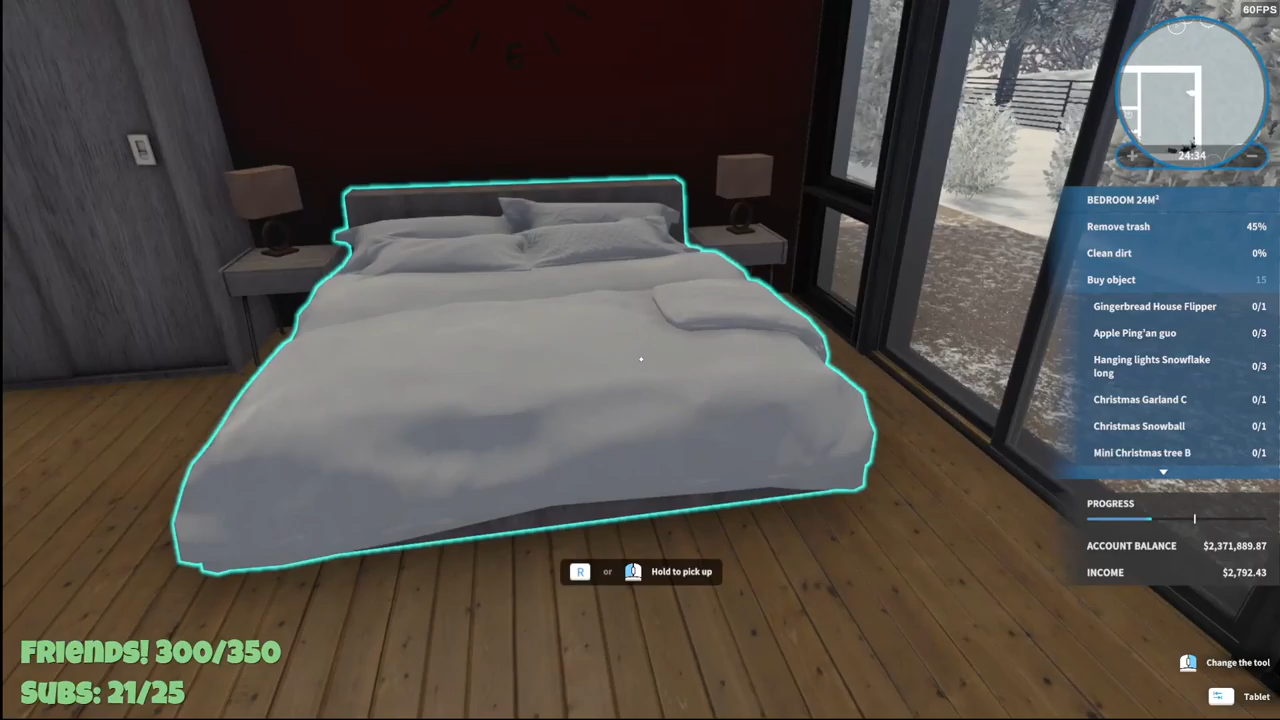 60FPS
24:34
BEDROOM 24M²
Remove trash 45%
Clean dirt 0%
Buy object 15
Gingerbread House Flipper 0/1
Apple Ping'an guo 0/3
Hanging lights Snowflake long 0/3
Christmas Garland C 0/1
Christmas Snowball 0/1
Mini Christmas tree B 0/1
PROGRESS
ACCOUNT BALANCE $2,371,889.87
INCOME $2,792.43
R or Hold to pick up
Friends! 300/350
Subs: 21/25
Change the tool
Tablet